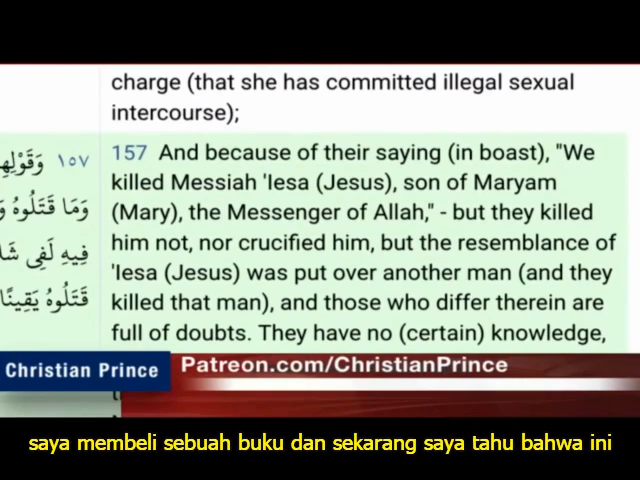 charge (that she has committed illegal sexual
intercourse);
157 And because of their saying (in boast), "We
killed Messiah 'Iesa (Jesus), son of Maryam
(Mary), the Messenger of Allah," - but they killed
him not, nor crucified him, but the resemblance of
'Iesa (Jesus) was put over another man (and they
killed that man), and those who differ therein are
full of doubts. They have no (certain) knowledge,
١٥٧ وَقَوْلِهِ
وَمَا قَتَلُوهُ وَ
فِيهِ لَفِى شَ
قَتَلُوهُ يَقِينًا
Christian Prince
Patreon.com/ChristianPrince
saya membeli sebuah buku dan sekarang saya tahu bahwa ini